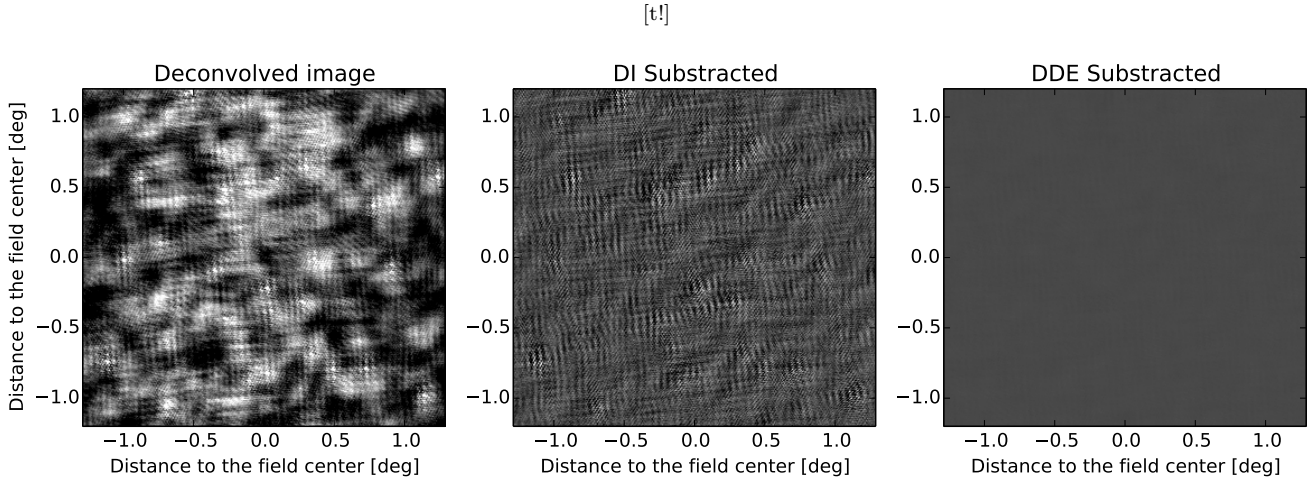 [t!]
Deconvolved image
DI Substracted
DDE Substracted
Distance to the field center [deg]
1.0
0.5
0.0
−0.5
−1.0
1.0
0.5
0.0
−0.5
−1.0
1.0
0.5
0.0
−0.5
−1.0
−1.0 −0.5 0.0 0.5 1.0
−1.0 −0.5 0.0 0.5 1.0
−1.0 −0.5 0.0 0.5 1.0
Distance to the field center [deg]
Distance to the field center [deg]
Distance to the field center [deg]